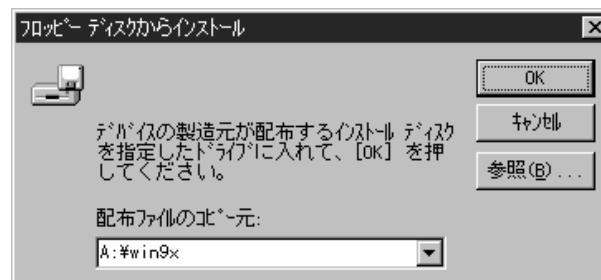 フロッピー ディスクからインストール
OK
ﾃﾞﾊﾞｲｽの製造元が配布するｲﾝｽﾄｰﾙ ﾃﾞｨｽｸ
を指定したﾄﾞﾗｲﾌﾞに入れて、[OK] を押
してください。
ｷｬﾝｾﾙ
参照(B)...
配布ﾌｧｲﾙのｺﾋﾟｰ元:
A:¥win9x